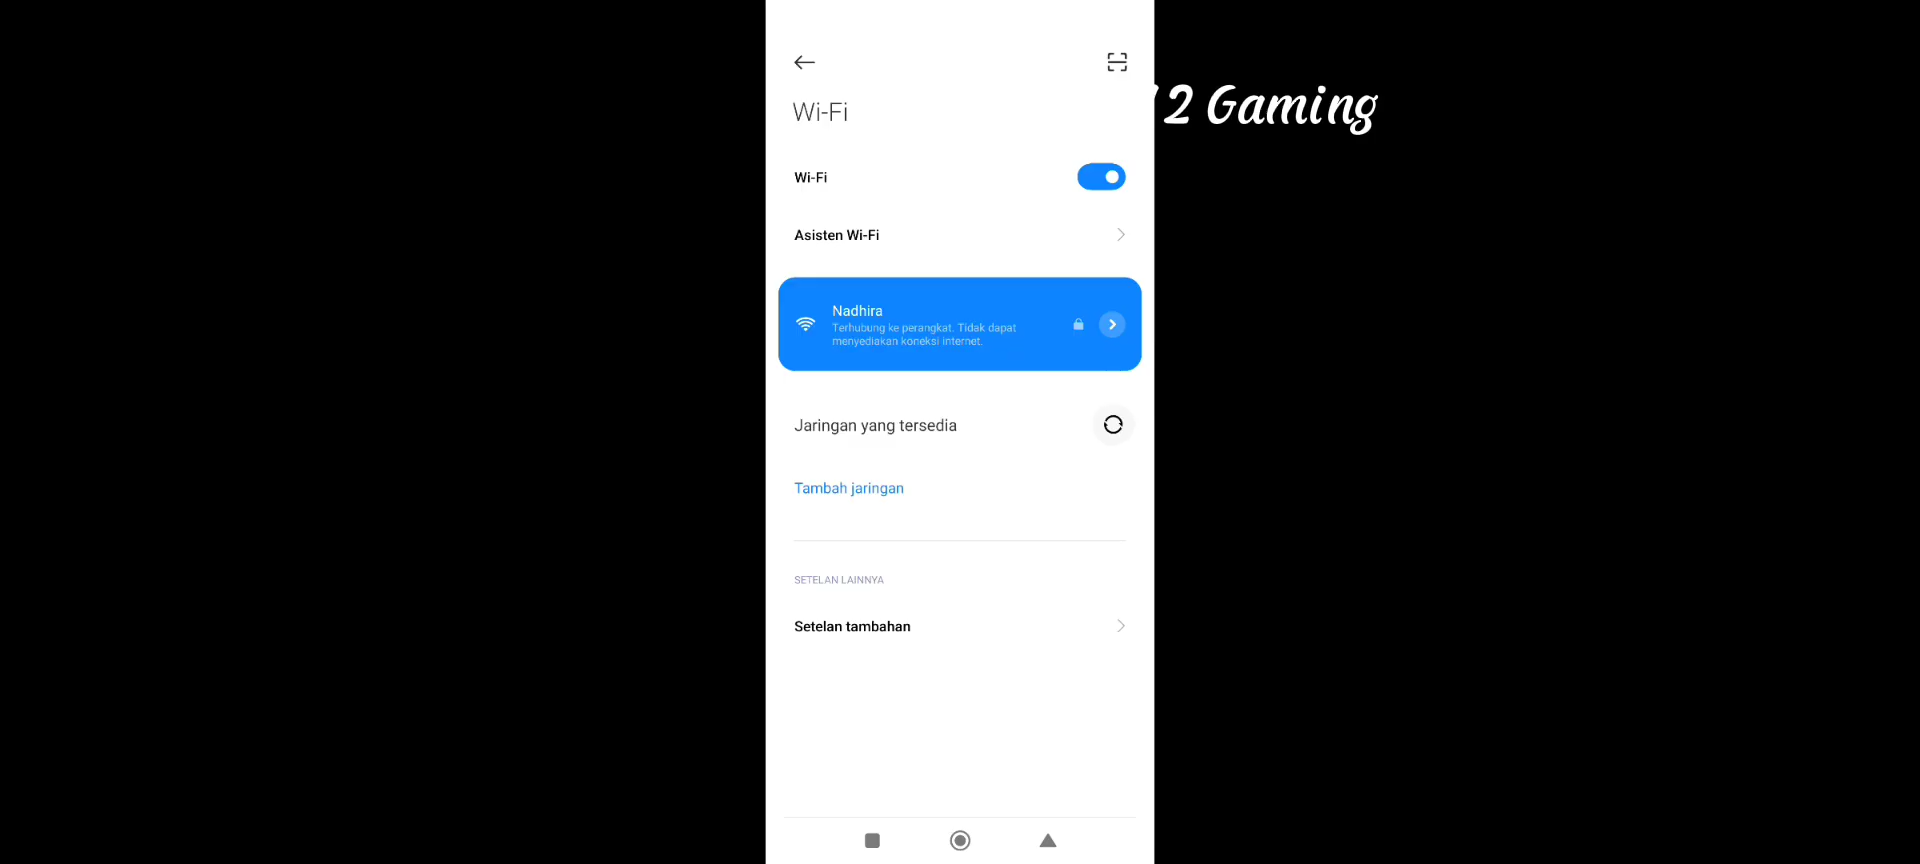 Wi-Fi
2 Gaming
Wi-Fi
Asisten Wi-Fi
Nadhira
Terhubung ke perangkat. Tidak dapat
menyediakan koneksi internet.
Jaringan yang tersedia
Tambah jaringan
SETELAN LAINNYA
Setelan tambahan